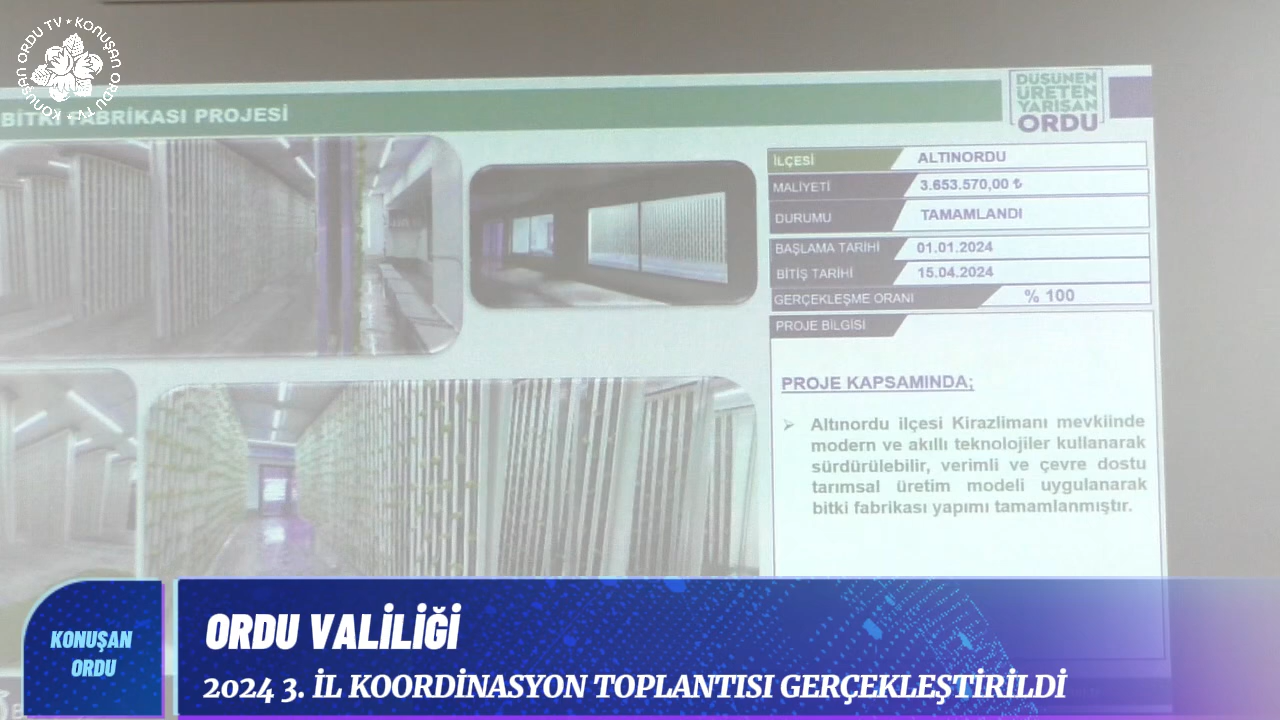 KONUŞAN ORDU TV * KONUŞAN ORDU TV * KONUŞAN ORDU TV
BİTKİ FABRİKASI PROJESİ
DÜŞÜNEN
ÜRETEN
YARIŞAN
ORDU
İLÇESİ ALTINORDU
MALİYETİ 3.653.570,00 ₺
DURUMU TAMAMLANDI
BAŞLAMA TARİHİ 01.01.2024
BİTİŞ TARİHİ 15.04.2024
GERÇEKLEŞME ORANI % 100
PROJE BİLGİSİ
PROJE KAPSAMINDA;
➢ Altınordu ilçesi Kirazlimanı mevkiinde
modern ve akıllı teknolojiler kullanarak
sürdürülebilir, verimli ve çevre dostu
tarımsal üretim modeli uygulanarak
bitki fabrikası yapımı tamamlanmıştır.
KONUŞAN
ORDU
ORDU VALİLİĞİ
2024 3. İL KOORDİNASYON TOPLANTISI GERÇEKLEŞTİRİLDİ